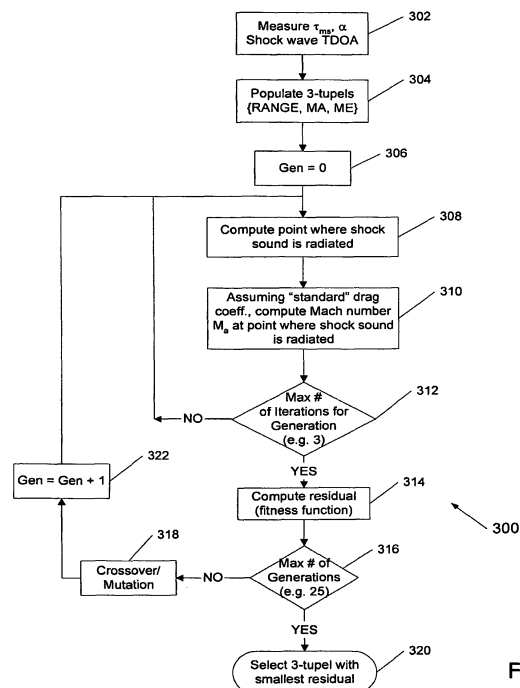 302
Measure τms, α
Shock wave TDOA
304
Populate 3-tupels
{RANGE, MA, ME}
306
Gen = 0
308
Compute point where shock
sound is radiated
310
Assuming "standard" drag
coeff., compute Mach number
Ma at point where shock sound
is radiated
312
Max #
of Iterations for
Generation
(e.g. 3)
NO
YES
322
Gen = Gen + 1
314
Compute residual
(fitness function)
300
318
Crossover/
Mutation
316
Max # of
Generations
(e.g. 25)
NO
YES
320
Select 3-tupel with
smallest residual
F